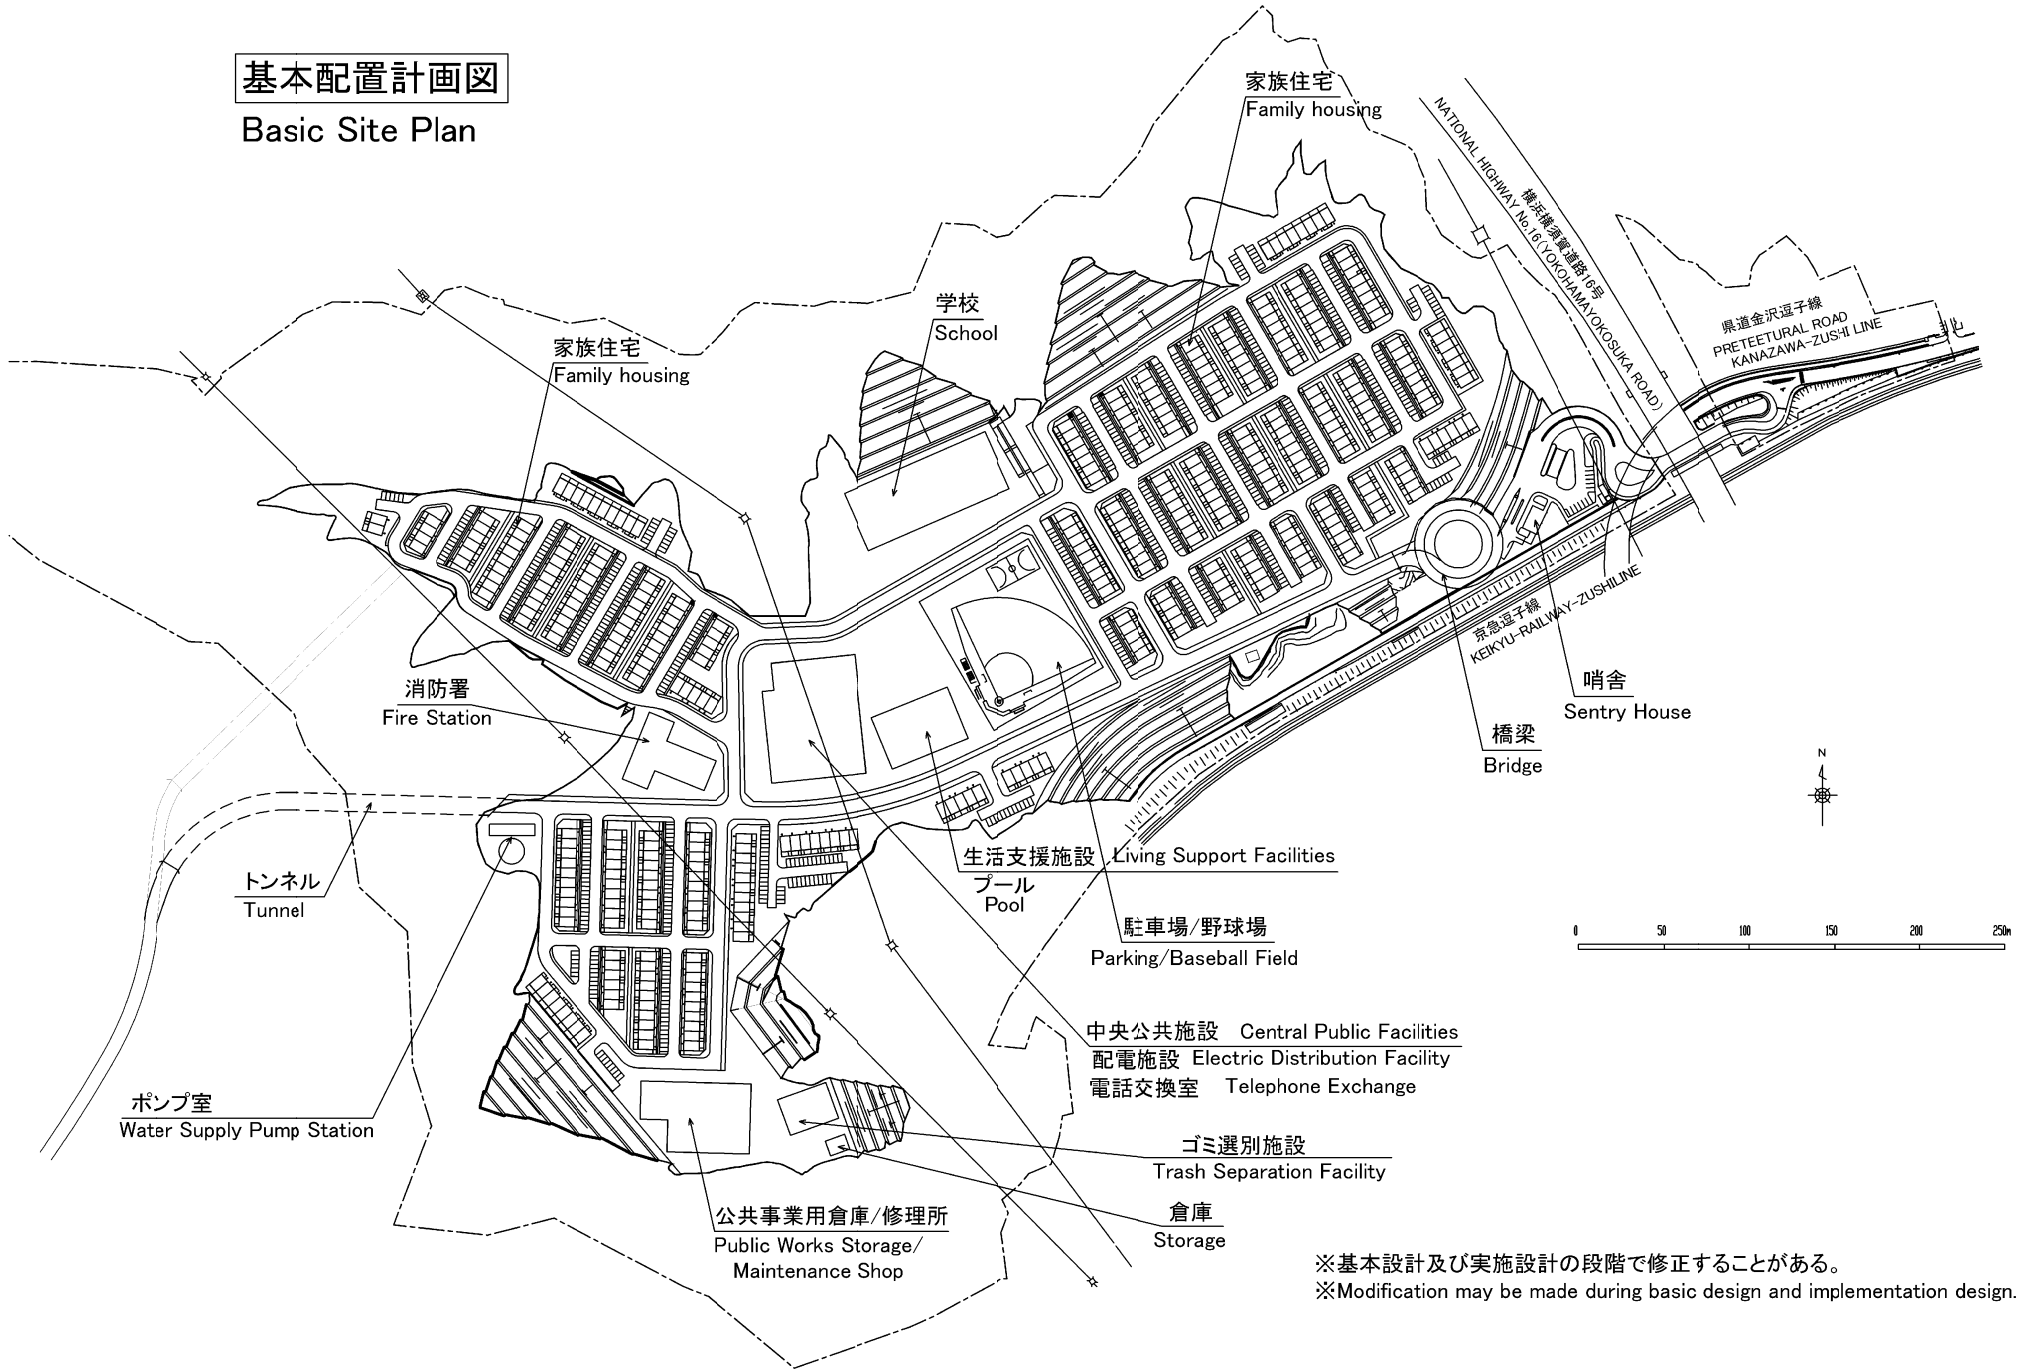 基本配置計画図
Basic Site Plan
家族住宅
Family housing
NATIONAL HIGHWAY No.16(YOKOHAMAYOKOSUKA ROAD)
横浜横須賀道路16号
県道金沢逗子線
PRETEETURAL ROAD
KANAZAWA-ZUSHI LINE
学校
School
家族住宅
Family housing
京急逗子線
KEIKYU-RAILWAY-ZUSHILINE
消防署
Fire Station
哨舎
Sentry House
橋梁
Bridge
N
生活支援施設 Living Support Facilities
プール
Pool
トンネル
Tunnel
駐車場/野球場
Parking/Baseball Field
0 50 100 150 200 250m
中央公共施設 Central Public Facilities
配電施設 Electric Distribution Facility
電話交換室 Telephone Exchange
ポンプ室
Water Supply Pump Station
ゴミ選別施設
Trash Separation Facility
公共事業用倉庫/修理所
Public Works Storage/
Maintenance Shop
倉庫
Storage
※基本設計及び実施設計の段階で修正することがある。
※Modification may be made during basic design and implementation design.